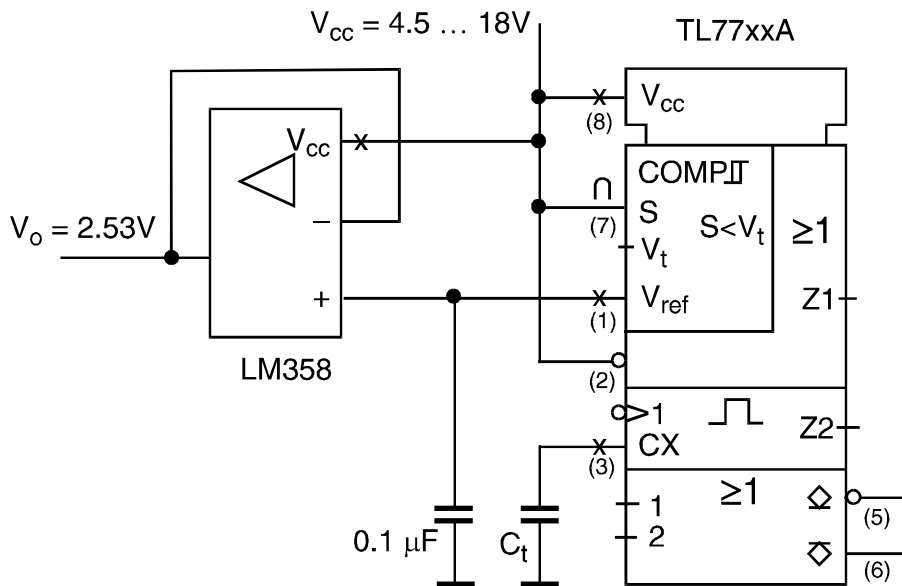 V_cc = 4.5 ... 18V
TL77xxA
V_cc
(8)
V_cc
COMP
∩
S
(7)
S<V_t
≥1
V_o = 2.53V
−
V_t
+
V_ref
(1)
Z1
LM358
(2)
1
CX
(3)
Z2
≥1
1
2
(5)
(6)
0.1 μF
C_t